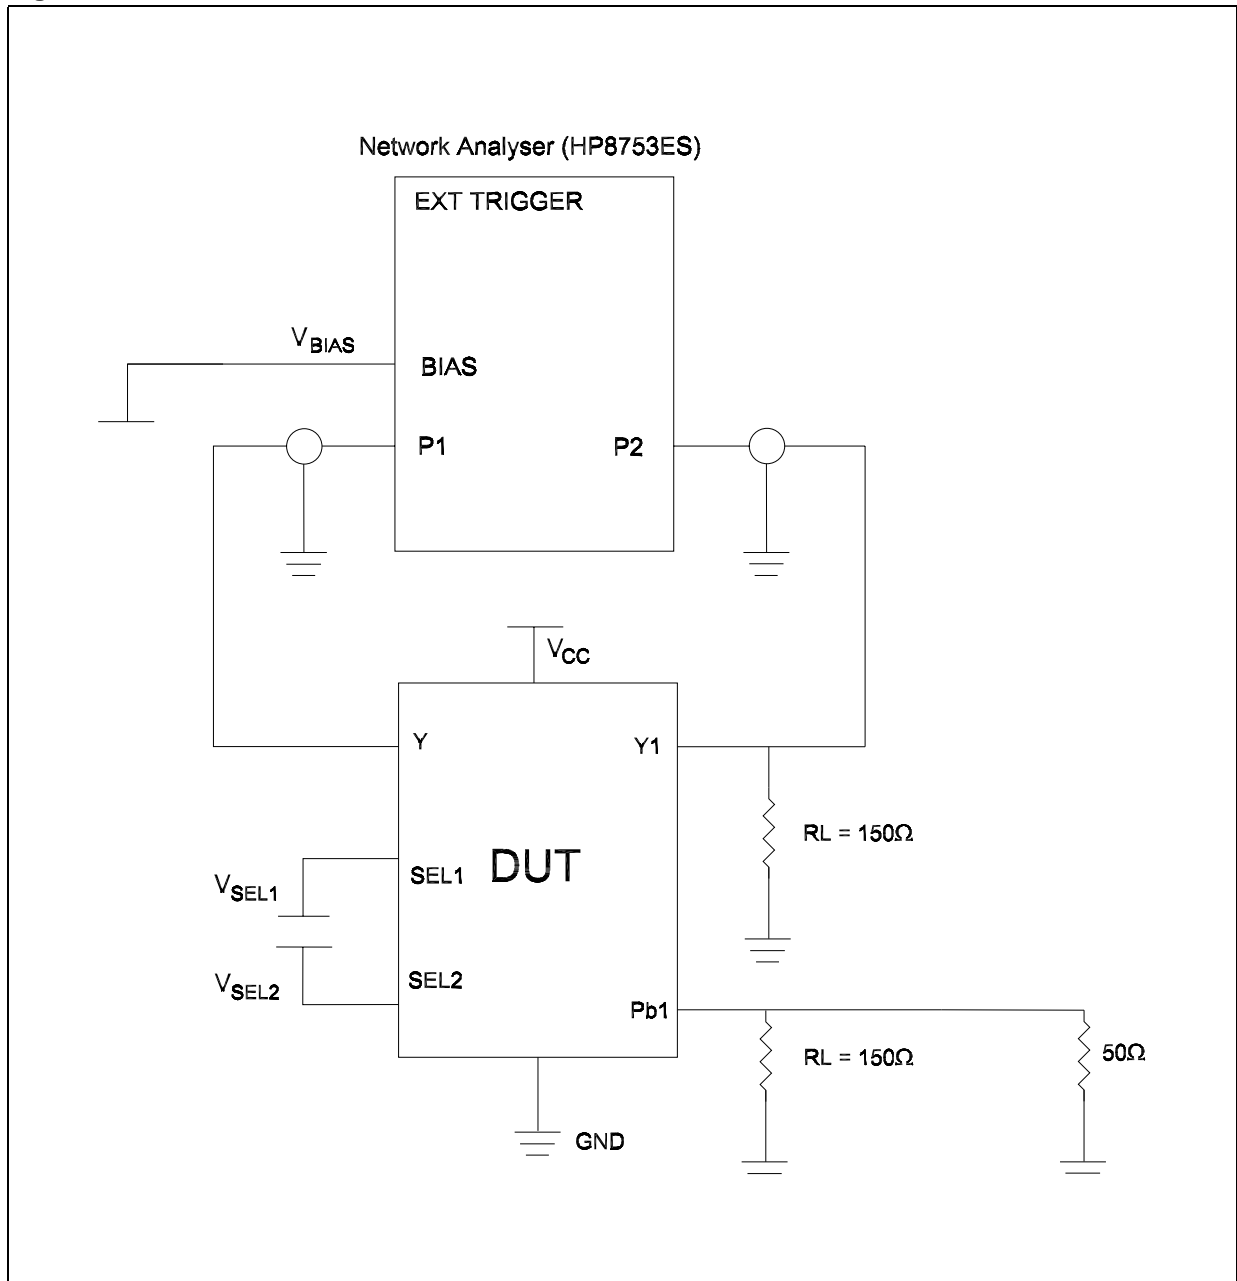 Network Analyser (HP8753ES)
EXT TRIGGER
VBIAS
BIAS
P1
P2
VCC
Y
Y1
RL = 150Ω
DUT
SEL1
VSEL1
SEL2
VSEL2
Pb1
RL = 150Ω
50Ω
GND